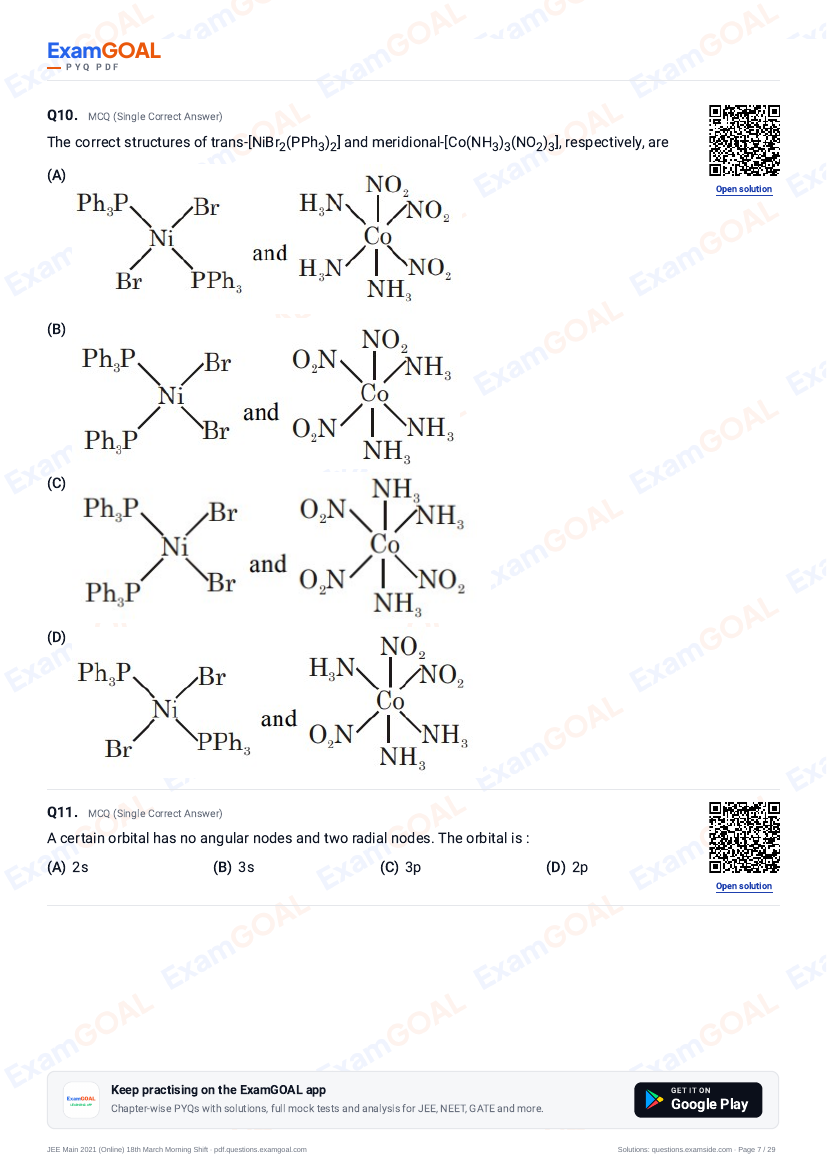 ExamGOAL
PYQ PDF
Q10. MCQ (Single Correct Answer)
The correct structures of trans-[NiBr₂(PPh₃)₂] and meridional-[Co(NH₃)₃(NO₂)₃], respectively, are
Open solution
(A)
Ph₃P Br
Ni
Br PPh₃
and
NO₂
H₃N NO₂
Co
H₃N NO₂
NH₃
(B)
Ph₃P Br
Ni
Ph₃P Br
and
NO₂
O₂N NH₃
Co
O₂N NH₃
NH₃
(C)
Ph₃P Br
Ni
Ph₃P Br
and
NH₃
O₂N NH₃
Co
O₂N NO₂
NH₃
(D)
Ph₃P Br
Ni
Br PPh₃
and
NO₂
H₃N NO₂
Co
O₂N NH₃
NH₃
Q11. MCQ (Single Correct Answer)
A certain orbital has no angular nodes and two radial nodes. The orbital is :
(A) 2s (B) 3s (C) 3p (D) 2p
Open solution
ExamGOAL
Keep practising on the ExamGOAL app
Chapter-wise PYQs with solutions, full mock tests and analysis for JEE, NEET, GATE and more.
GET IT ON
Google Play
JEE Main 2021 (Online) 18th March Morning Shift · pdf.questions.examgoal.com
Solutions: questions.examside.com · Page 7 / 29